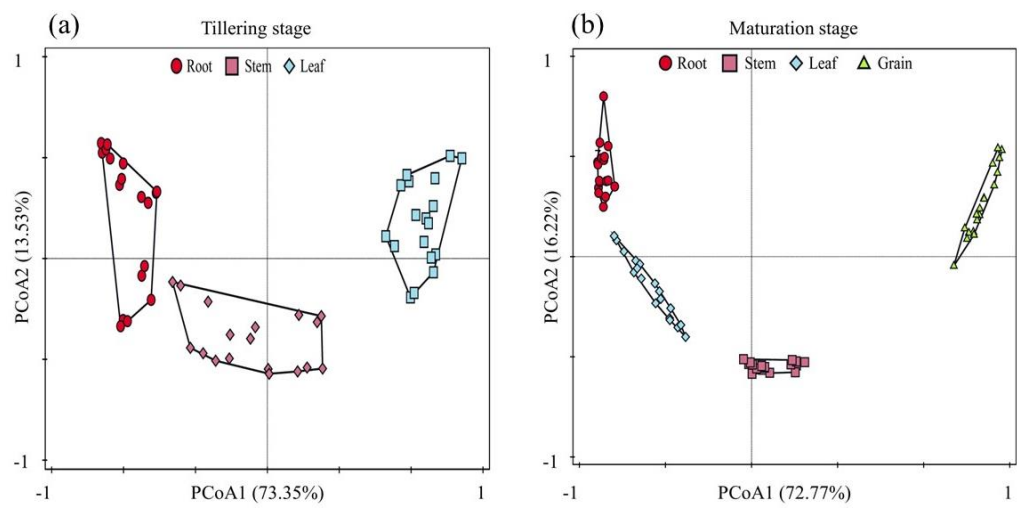 (a)
Tillering stage
1
Root Stem Leaf
PCoA2 (13.53%)
-1
-1
PCoA1 (73.35%)
1
(b)
Maturation stage
1
Root Stem Leaf Grain
PCoA2 (16.22%)
-1
-1
PCoA1 (72.77%)
1